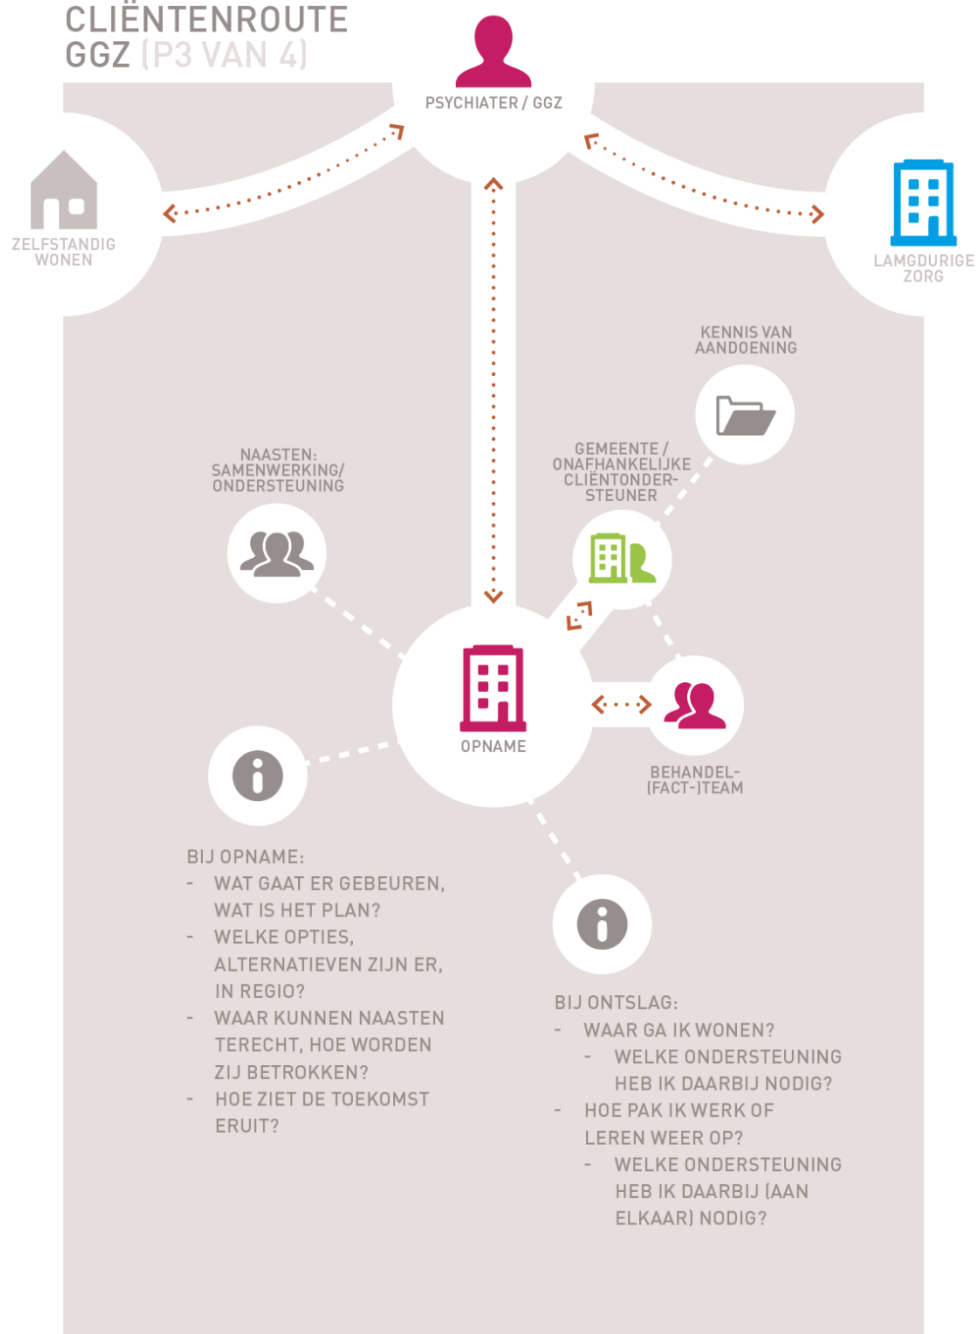 CLIËNTENROUTE
GGZ (P3 VAN 4)
PSYCHIATER / GGZ
ZELFSTANDIG
WONEN
LAMGDURIGE
ZORG
KENNIS VAN
AANDOENING
NAASTEN:
SAMENWERKING/
ONDERSTEUNING
GEMEENTE /
ONAFHANKELIJKE
CLIËNTONDER-
STEUNER
OPNAME
BEHANDEL-
(FACT-)TEAM
BIJ OPNAME:
- WAT GAAT ER GEBEUREN,
WAT IS HET PLAN?
- WELKE OPTIES,
ALTERNATIEVEN ZIJN ER,
IN REGIO?
- WAAR KUNNEN NAASTEN
TERECHT, HOE WORDEN
ZIJ BETROKKEN?
- HOE ZIET DE TOEKOMST
ERUIT?
BIJ ONTSLAG:
- WAAR GA IK WONEN?
- WELKE ONDERSTEUNING
HEB IK DAARBIJ NODIG?
- HOE PAK IK WERK OF
LEREN WEER OP?
- WELKE ONDERSTEUNING
HEB IK DAARBIJ (AAN
ELKAAR) NODIG?